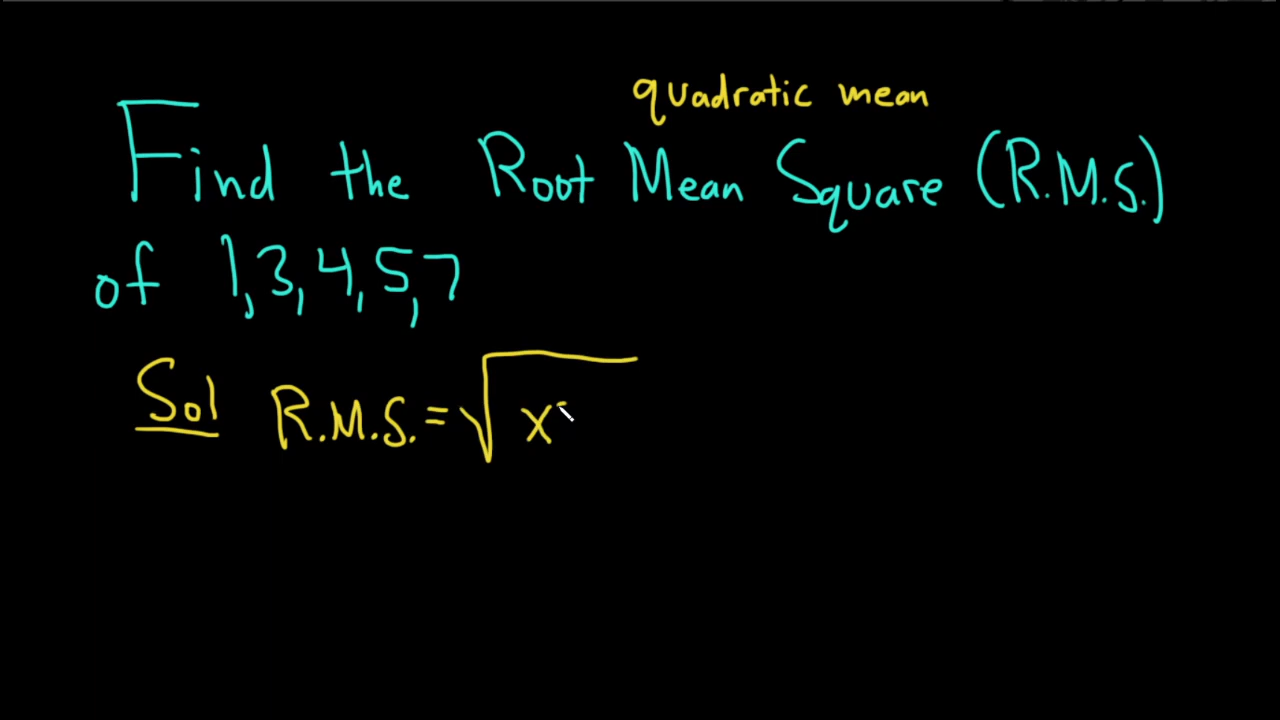 quadratic mean
Find the Root Mean Square (R.M.S.)
of 1,3,4,5,7
Sol R.M.S. = √x